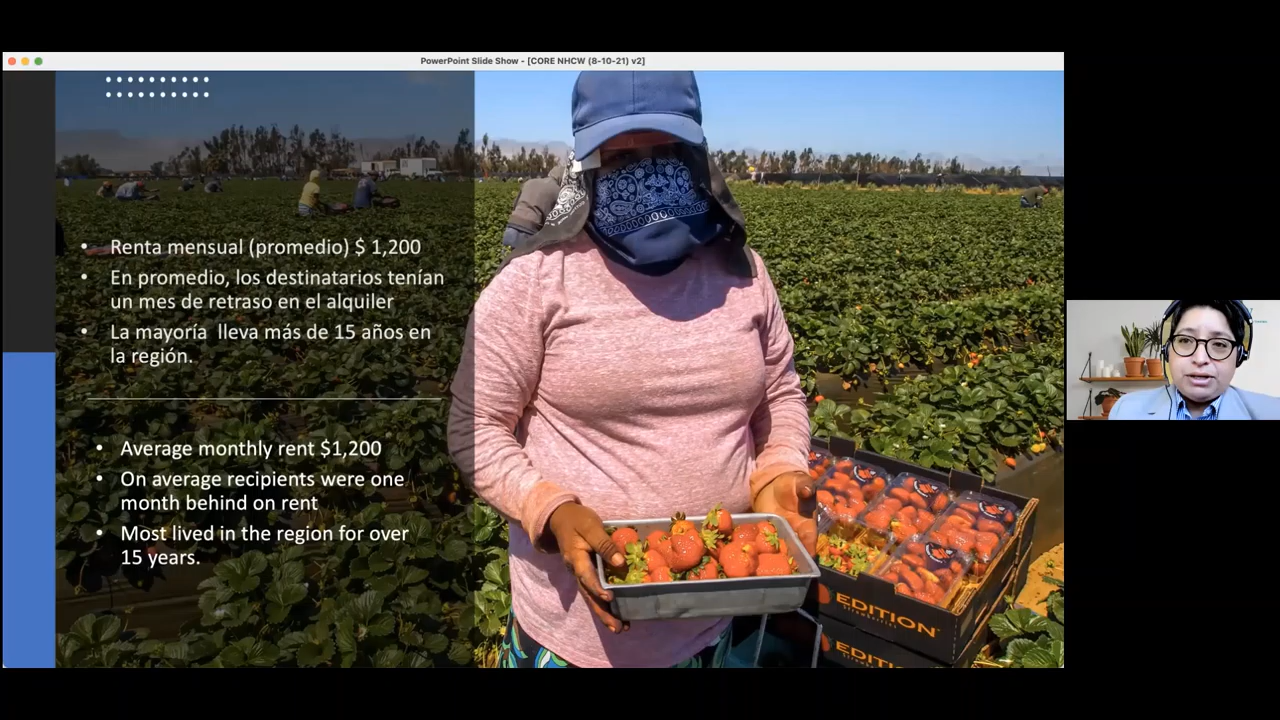 PowerPoint Slide Show - [CORE NHCW (8-10-21) v2]
• Renta mensual (promedio) $ 1,200
• En promedio, los destinatarios tenían
un mes de retraso en el alquiler
• La mayoría lleva más de 15 años en
la región.
• Average monthly rent $1,200
• On average recipients were one
month behind on rent
• Most lived in the region for over
15 years.
EDITION